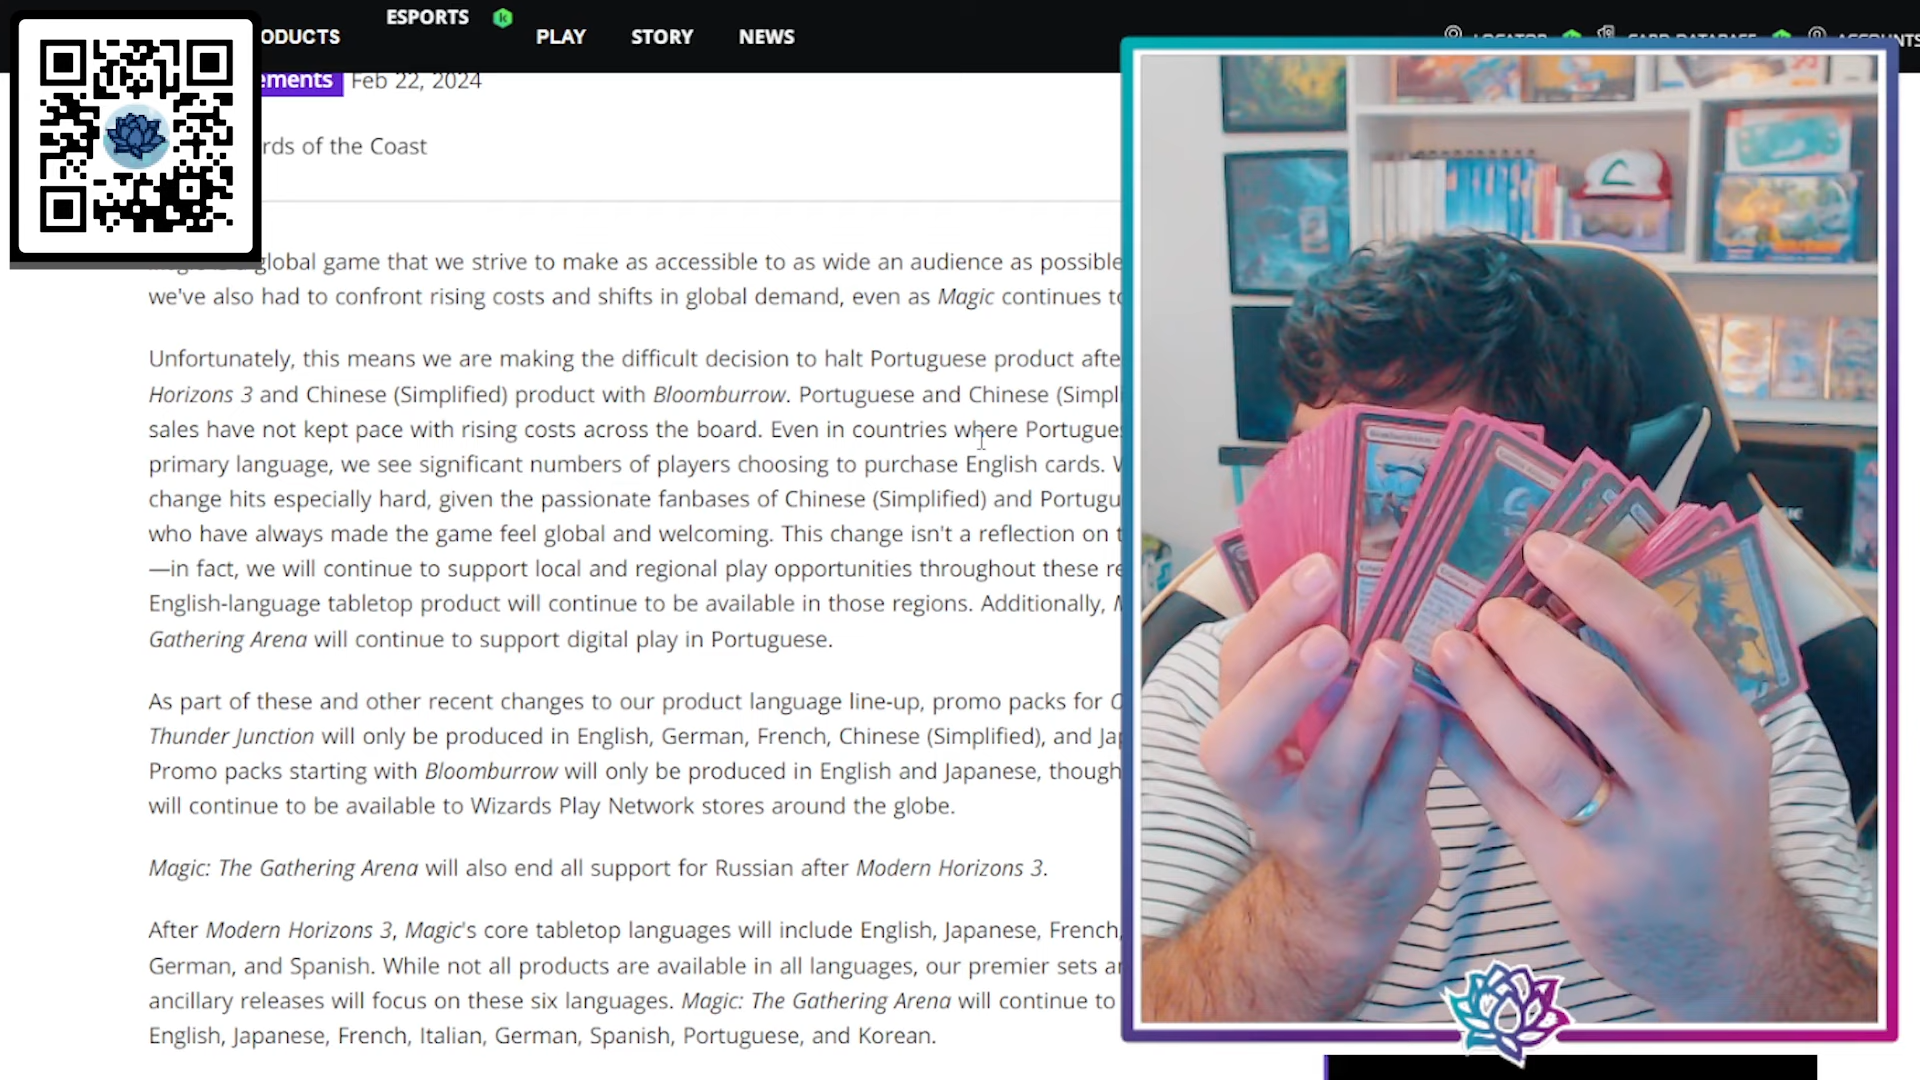 ESPORTS
ODUCTS
PLAY
STORY
NEWS
LOCATOR
CARD DATABASE
ACCOUNTS
ements
Feb 22, 2024
rds of the Coast
global game that we strive to make as accessible to as wide an audience as possible
we've also had to confront rising costs and shifts in global demand, even as Magic continues to
Unfortunately, this means we are making the difficult decision to halt Portuguese product afte
Horizons 3 and Chinese (Simplified) product with Bloomburrow. Portuguese and Chinese (Simpli
sales have not kept pace with rising costs across the board. Even in countries where Portugue
primary language, we see significant numbers of players choosing to purchase English cards.
change hits especially hard, given the passionate fanbases of Chinese (Simplified) and Portugu
who have always made the game feel global and welcoming. This change isn't a reflection on t
—in fact, we will continue to support local and regional play opportunities throughout these re
English-language tabletop product will continue to be available in those regions. Additionally,
Gathering Arena will continue to support digital play in Portuguese.
As part of these and other recent changes to our product language line-up, promo packs for
Thunder Junction will only be produced in English, German, French, Chinese (Simplified), and Jap
Promo packs starting with Bloomburrow will only be produced in English and Japanese, though
will continue to be available to Wizards Play Network stores around the globe.
Magic: The Gathering Arena will also end all support for Russian after Modern Horizons 3.
After Modern Horizons 3, Magic's core tabletop languages will include English, Japanese, French,
German, and Spanish. While not all products are available in all languages, our premier sets an
ancillary releases will focus on these six languages. Magic: The Gathering Arena will continue to
English, Japanese, French, Italian, German, Spanish, Portuguese, and Korean.